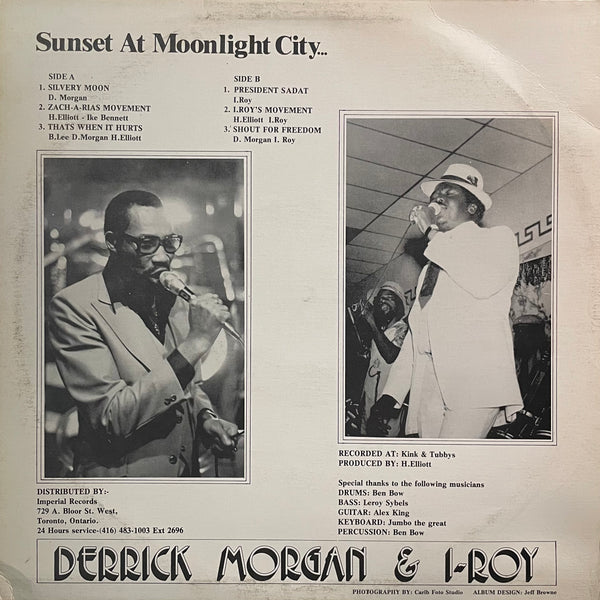 Sunset At Moonlight City...
SIDE A
1. SILVERY MOON
D. Morgan
2. ZACH-A-RIAS MOVEMENT
H.Elliott - Ike Bennett
3. THATS WHEN IT HURTS
B.Lee D.Morgan H.Elliott
SIDE B
1. PRESIDENT SADAT
I.Roy
2. I.ROY'S MOVEMENT
H.Elliott I.Roy
3. SHOUT FOR FREEDOM
D. Morgan I. Roy
RECORDED AT: Kink & Tubbys
PRODUCED BY: H.Elliott
Special thanks to the following musicians
DRUMS: Ben Bow
BASS: Leroy Sybels
GUITAR: Alex King
KEYBOARD: Jumbo the great
PERCUSSION: Ben Bow
DISTRIBUTED BY:-
Imperial Records
729 A. Bloor St. West,
Toronto, Ontario.
24 Hours service-(416) 483-1003 Ext 2696
DERRICK MORGAN & I-ROY
PHOTOGRAPHY BY: Carib Foto Studio ALBUM DESIGN: Jeff Browne